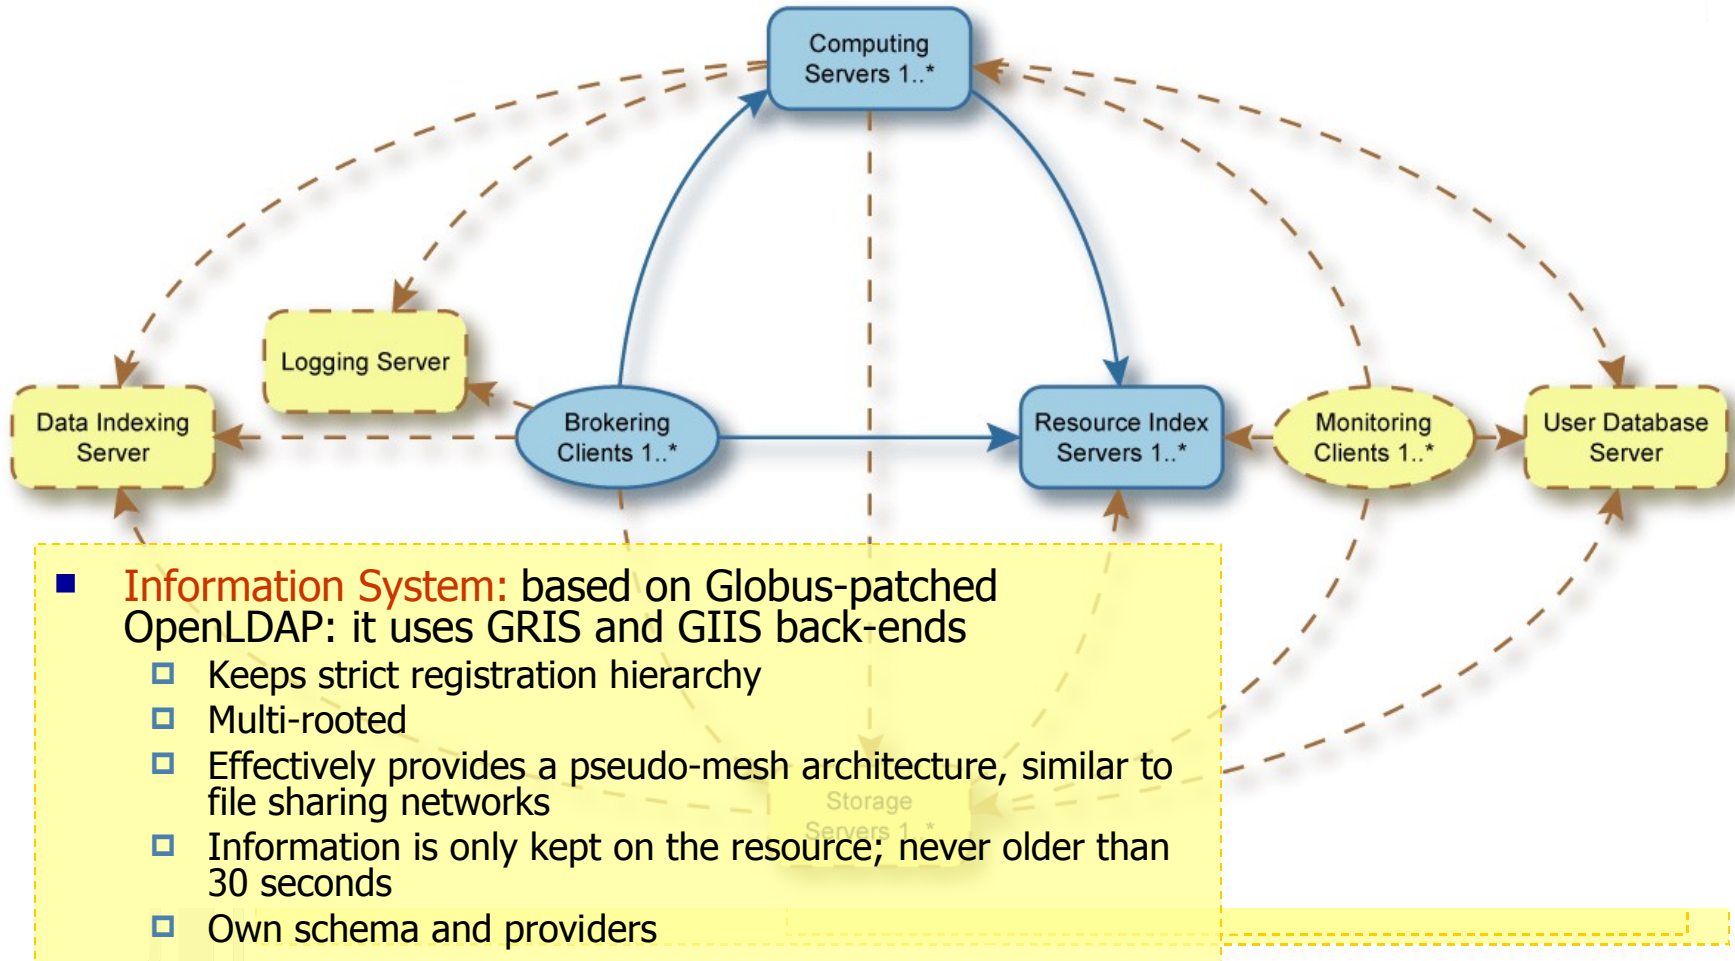 Computing
Servers 1..*
Logging Server
Data Indexing
Server
Brokering
Clients 1..*
Resource Index
Servers 1..*
Monitoring
Clients 1..*
User Database
Server
Information System: based on Globus-patched
OpenLDAP: it uses GRIS and GIIS back-ends
Keeps strict registration hierarchy
Multi-rooted
Effectively provides a pseudo-mesh architecture, similar to
file sharing networks
Storage
Servers 1..*
Information is only kept on the resource; never older than
30 seconds
Own schema and providers